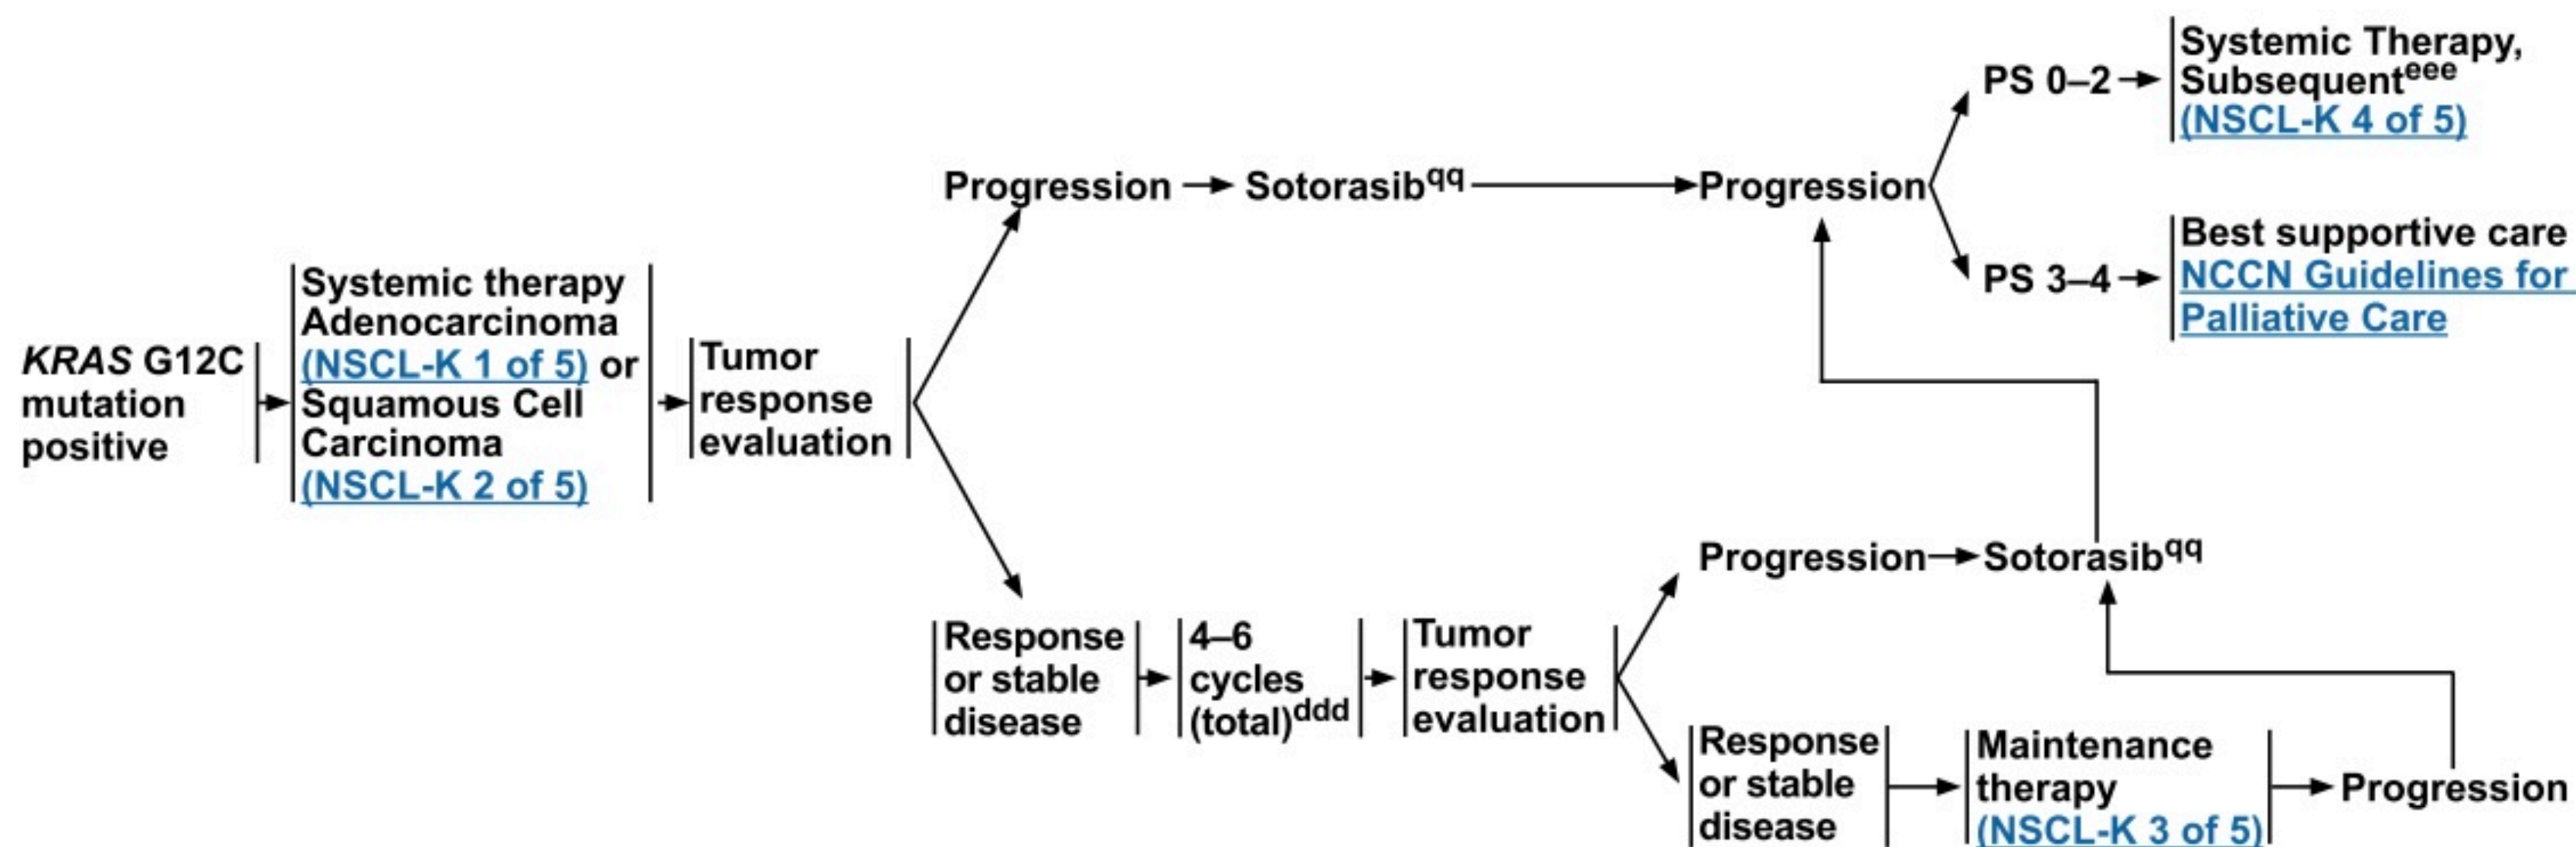 KRAS G12C
mutation
positive
Systemic therapy
Adenocarcinoma
(NSCL-K 1 of 5) or
Squamous Cell
Carcinoma
(NSCL-K 2 of 5)
Tumor
response
evaluation
Progression
Sotorasibqq
Progression
PS 0–2
Systemic Therapy,
Subsequenteee
(NSCL-K 4 of 5)
PS 3–4
Best supportive care
NCCN Guidelines for
Palliative Care
Response
or stable
disease
4–6
cycles
(total)ddd
Tumor
response
evaluation
Progression
Sotorasibqq
Response
or stable
disease
Maintenance
therapy
(NSCL-K 3 of 5)
Progression